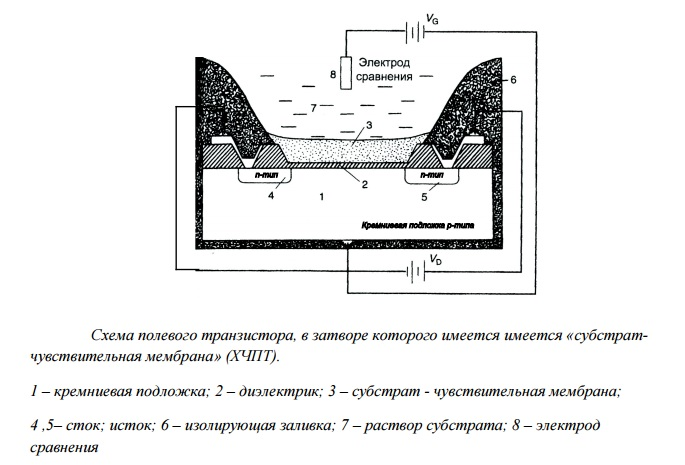 V_G
8
Электрод
сравнения
6
7
3
n-тип
n-тип
4
2
5
1
Кремниевая подложка p-типа
V_D
Схема полевого транзистора, в затворе которого имеется имеется «субстрат-
чувствительная мембрана» (ХЧПТ).
1 – кремниевая подложка; 2 – диэлектрик; 3 – субстрат - чувствительная мембрана;
4 ,5– сток; исток; 6 – изолирующая заливка; 7 – раствор субстрата; 8 – электрод
сравнения